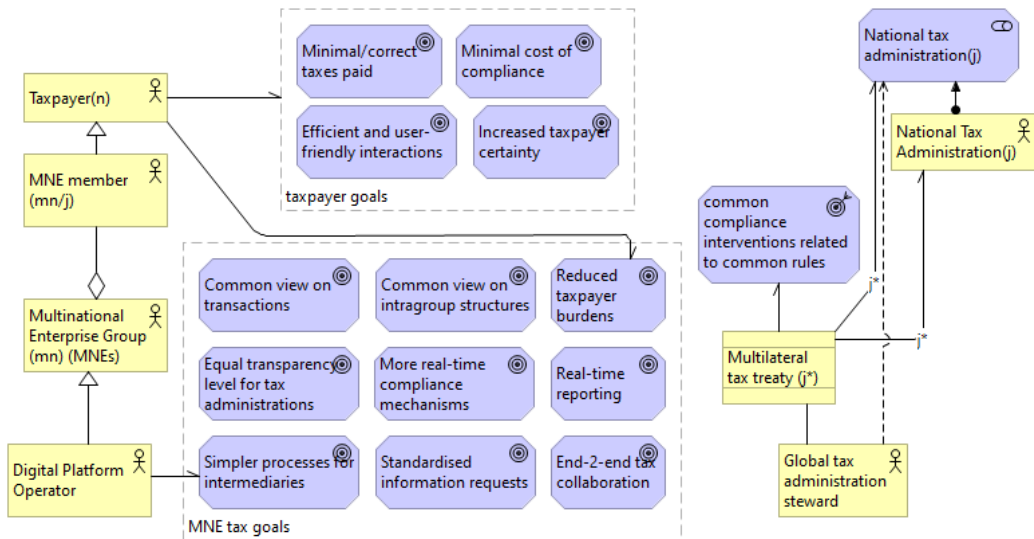 Taxpayer(n)
MNE member
(mn/j)
Multinational
Enterprise Group
(mn) (MNEs)
Digital Platform
Operator
Minimal/correct
taxes paid
Minimal cost of
compliance
Efficient and user-
friendly interactions
Increased taxpayer
certainty
taxpayer goals
Common view on
transactions
Common view on
intragroup structures
Reduced
taxpayer
burdens
Equal transparency
level for tax
administrations
More real-time
compliance
mechanisms
Real-time
reporting
Simpler processes for
intermediaries
Standardised
information requests
End-2-end tax
collaboration
MNE tax goals
National tax
administration(j)
National Tax
Administration(j)
common
compliance
interventions related
to common rules
j*
j*
Multilateral
tax treaty (j*)
Global tax
administration
steward